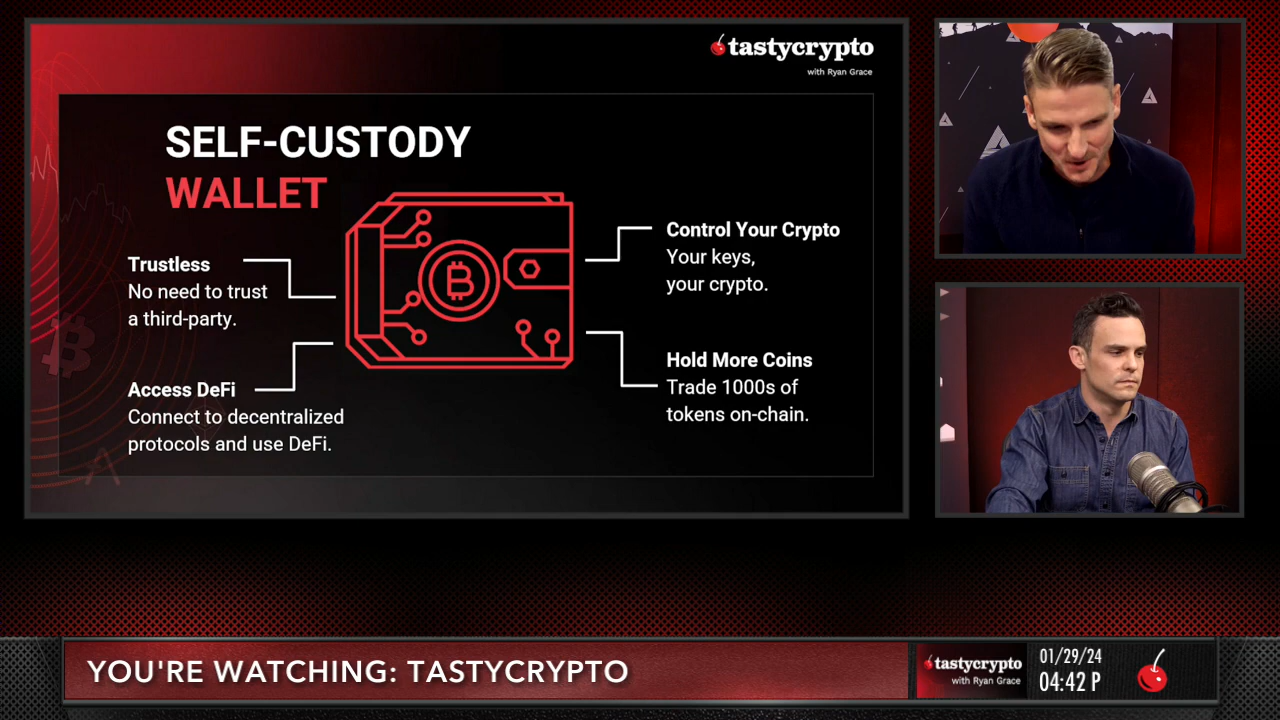 tastycrypto
with Ryan Grace
SELF-CUSTODY
WALLET
Trustless
No need to trust
a third-party.
Access DeFi
Connect to decentralized
protocols and use DeFi.
Control Your Crypto
Your keys,
your crypto.
Hold More Coins
Trade 1000s of
tokens on-chain.
YOU'RE WATCHING: TASTYCRYPTO
tastycrypto
with Ryan Grace
01/29/24
04:42 P